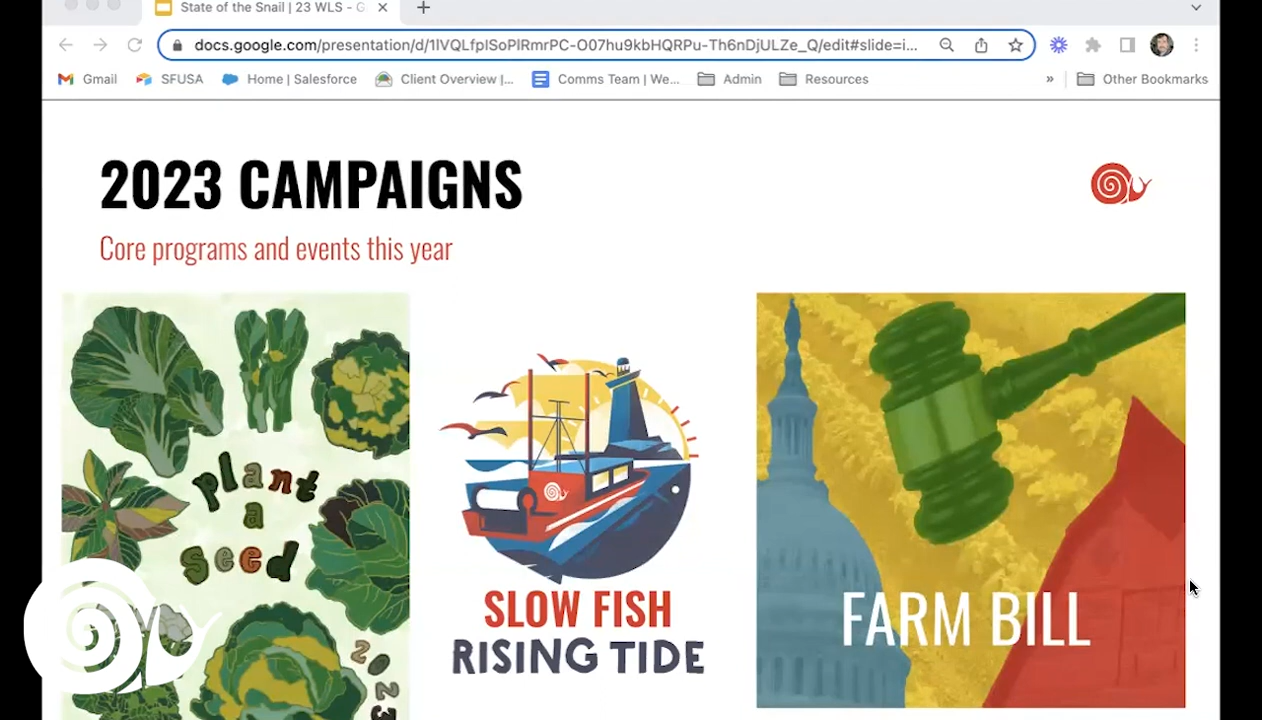 State of the Snail | 23 WLS - G
docs.google.com/presentation/d/1lVQLfplSoPlRmrPC-O07hu9kbHQRPu-Th6nDjULZe_Q/edit#slide=i...
Gmail
SFUSA
Home | Salesforce
Client Overview |...
Comms Team | We...
Admin
Resources
»
Other Bookmarks
2023 CAMPAIGNS
Core programs and events this year
plant
a
seed
2023
SLOW FISH
RISING TIDE
FARM BILL